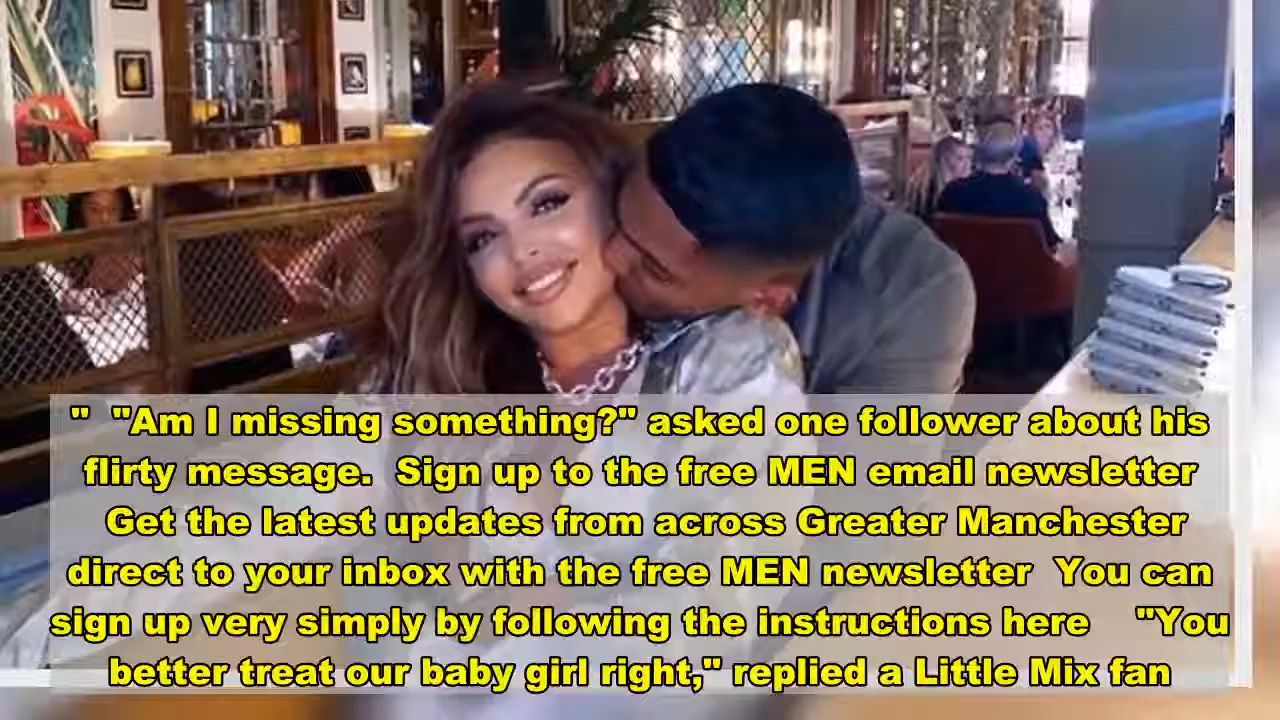 " "Am I missing something?" asked one follower about his
flirty message. Sign up to the free MEN email newsletter
Get the latest updates from across Greater Manchester
direct to your inbox with the free MEN newsletter You can
sign up very simply by following the instructions here "You
better treat our baby girl right," replied a Little Mix fan